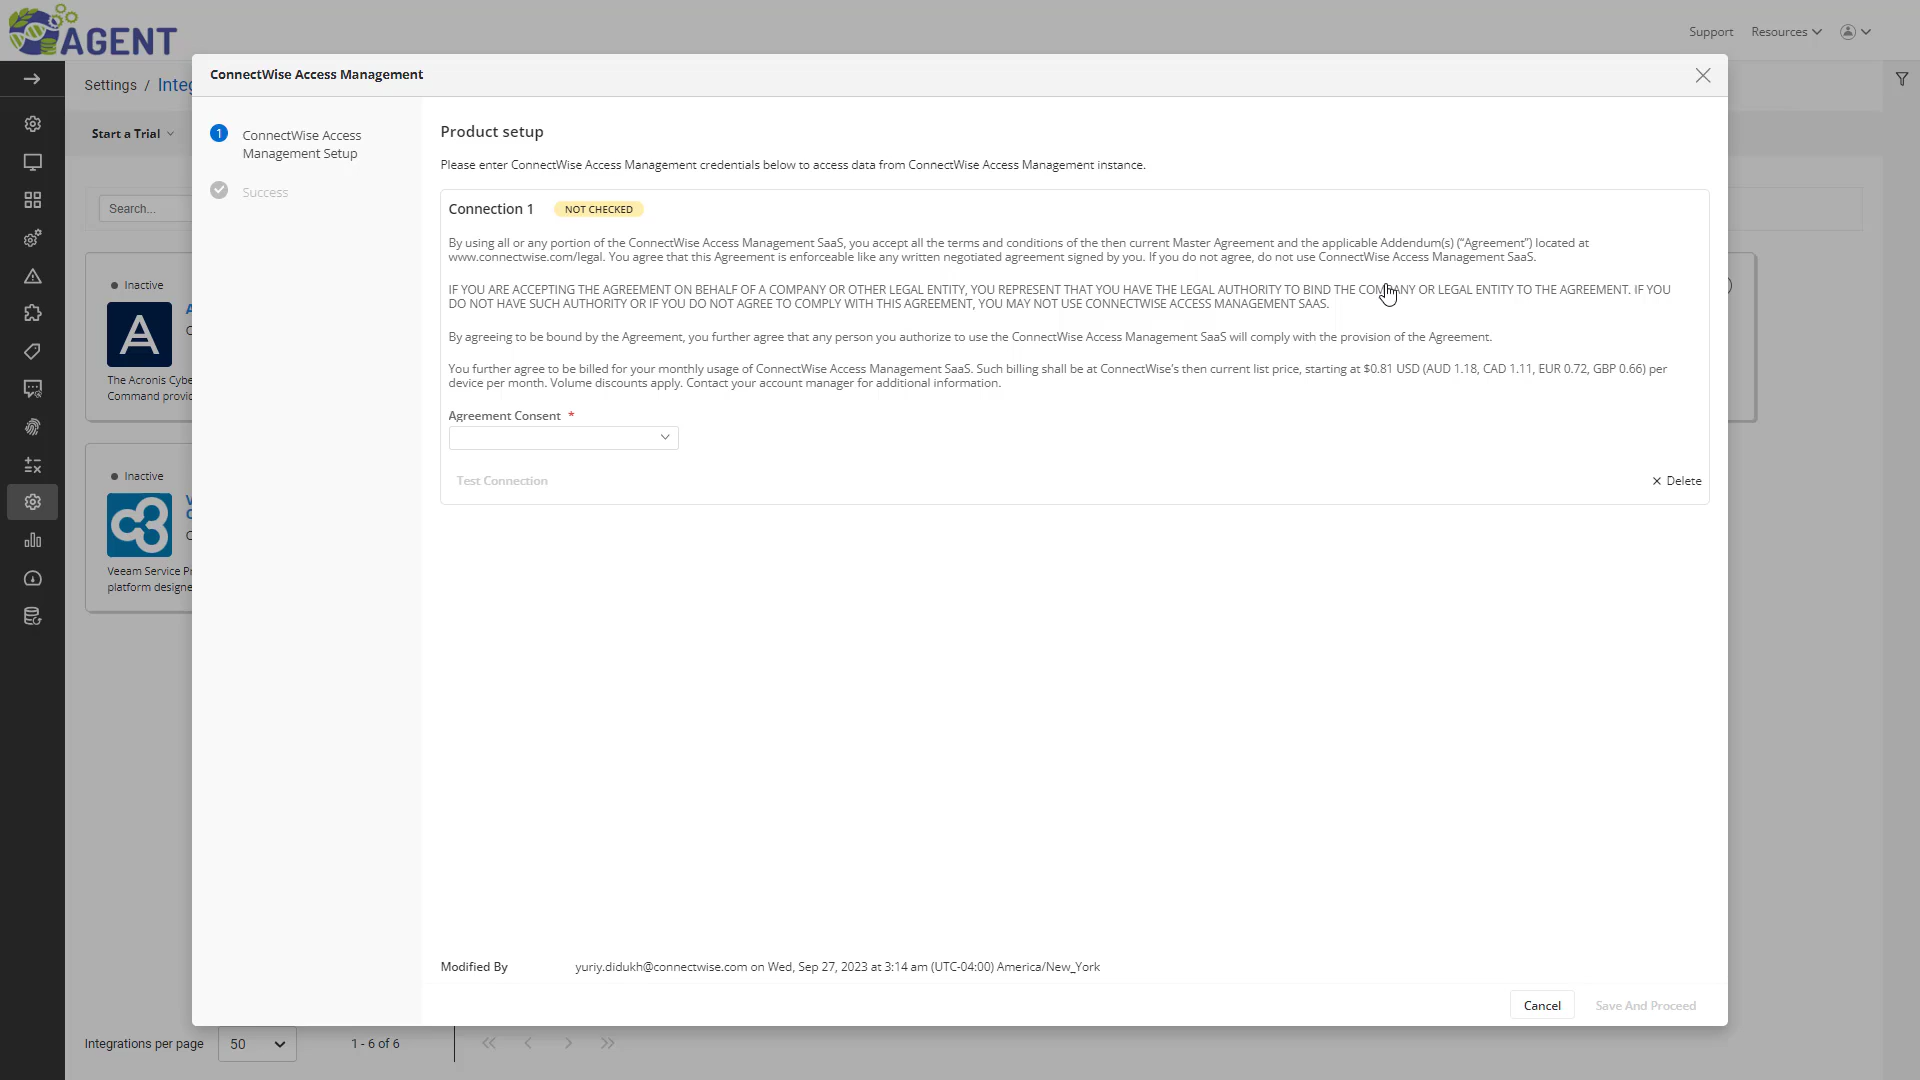 AGENT
Support
Resources
ConnectWise Access Management
Settings / Integ
Start a Trial
1
ConnectWise Access
Management Setup
Success
Product setup
Please enter ConnectWise Access Management credentials below to access data from ConnectWise Access Management instance.
Search...
Connection 1
NOT CHECKED
By using all or any portion of the ConnectWise Access Management SaaS, you accept all the terms and conditions of the then current Master Agreement and the applicable Addendum(s) (“Agreement”) located at
www.connectwise.com/legal. You agree that this Agreement is enforceable like any written negotiated agreement signed by you. If you do not agree, do not use ConnectWise Access Management SaaS.
IF YOU ARE ACCEPTING THE AGREEMENT ON BEHALF OF A COMPANY OR OTHER LEGAL ENTITY, YOU REPRESENT THAT YOU HAVE THE LEGAL AUTHORITY TO BIND THE COMPANY OR LEGAL ENTITY TO THE AGREEMENT. IF YOU
DO NOT HAVE SUCH AUTHORITY OR IF YOU DO NOT AGREE TO COMPLY WITH THIS AGREEMENT, YOU MAY NOT USE CONNECTWISE ACCESS MANAGEMENT SAAS.
By agreeing to be bound by the Agreement, you further agree that any person you authorize to use the ConnectWise Access Management SaaS will comply with the provision of the Agreement.
You further agree to be billed for your monthly usage of ConnectWise Access Management SaaS. Such billing shall be at ConnectWise's then current list price, starting at $0.81 USD (AUD 1.18, CAD 1.11, EUR 0.72, GBP 0.66) per
device per month. Volume discounts apply. Contact your account manager for additional information.
Agreement Consent *
Test Connection
Delete
Inactive
A
The Acronis Cybe
Command provic
Inactive
Veeam Service Pr
platform designe
Modified By
yuriy.didukh@connectwise.com on Wed, Sep 27, 2023 at 3:14 am (UTC-04:00) America/New_York
Cancel
Save And Proceed
Integrations per page
50
1 - 6 of 6